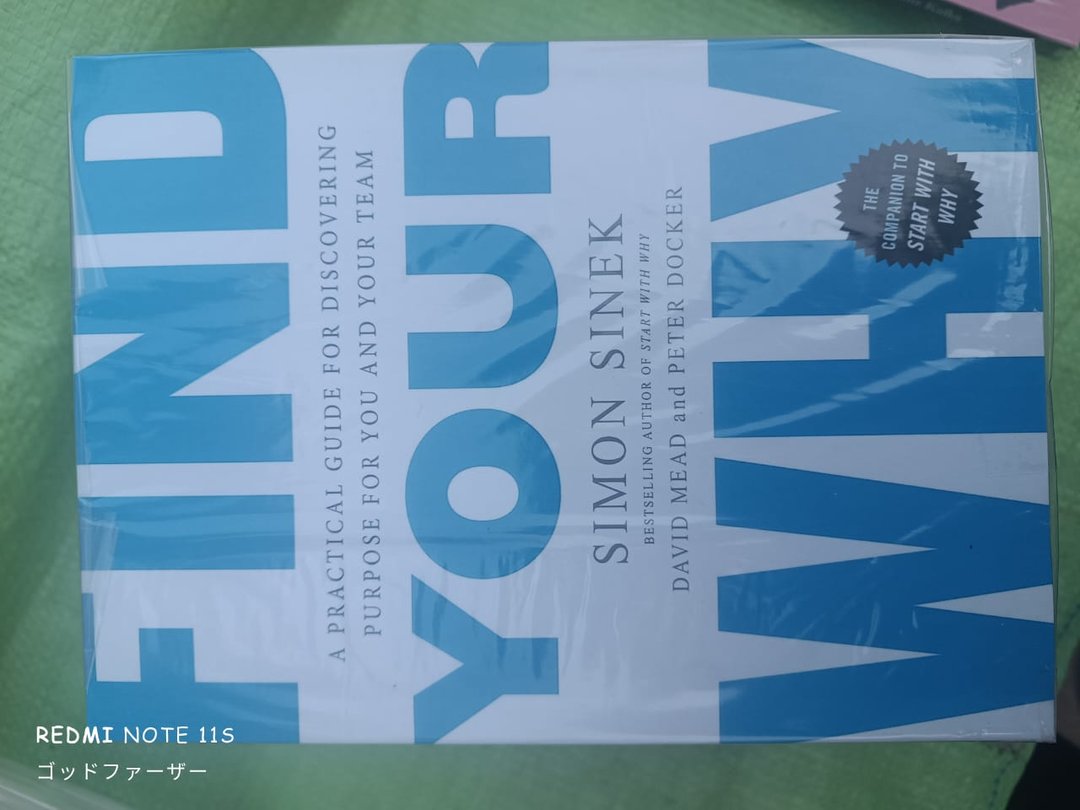 FIND
A PRACTICAL GUIDE FOR DISCOVERING
PURPOSE FOR YOU AND YOUR TEAM
YOUR
SIMON SINEK
BESTSELLING AUTHOR OF START WITH WHY
DAVID MEAD and PETER DOCKER
WHY
THE
COMPANION TO
START WITH
WHY
REDMI NOTE 11S
ゴッドファーザー